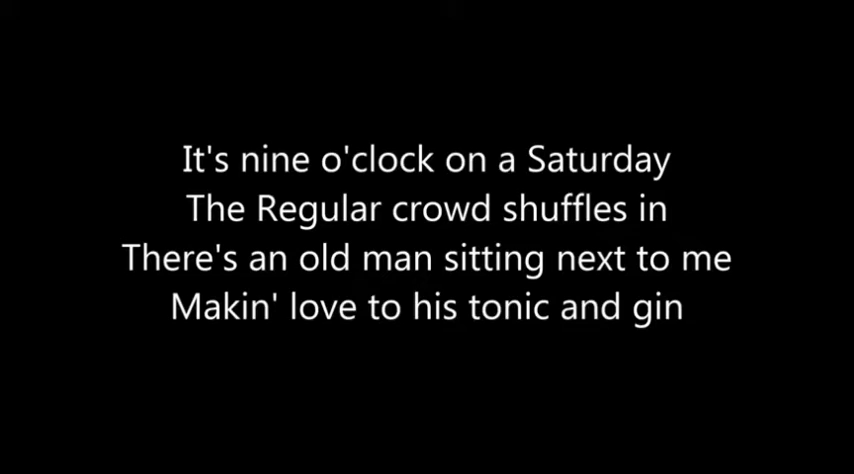 It's nine o'clock on a Saturday
The Regular crowd shuffles in
There's an old man sitting next to me
Makin' love to his tonic and gin